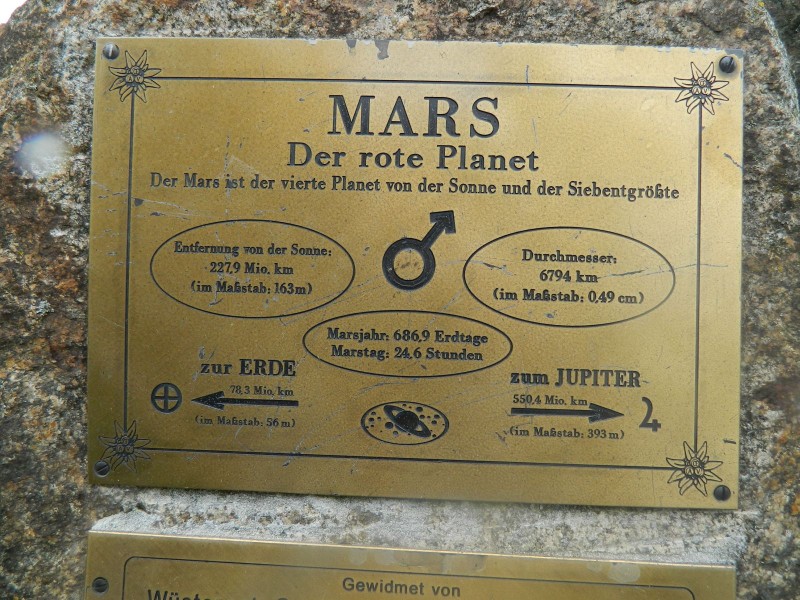 MARS
Der rote Planet
Der Mars ist der vierte Planet von der Sonne und der Siebentgrößte
Entfernung von der Sonne:
227,9 Mio. km
(im Maßstab: 163m)
Durchmesser:
6794 km
(im Maßstab: 0,49 cm)
Marsjahr: 686,9 Erdtage
Marstag: 24,6 Stunden
zur ERDE
78,3 Mio. km
(im Maßstab: 56m)
zum JUPITER
550,4 Mio. km
(im Maßstab: 393m)
Gewidmet von